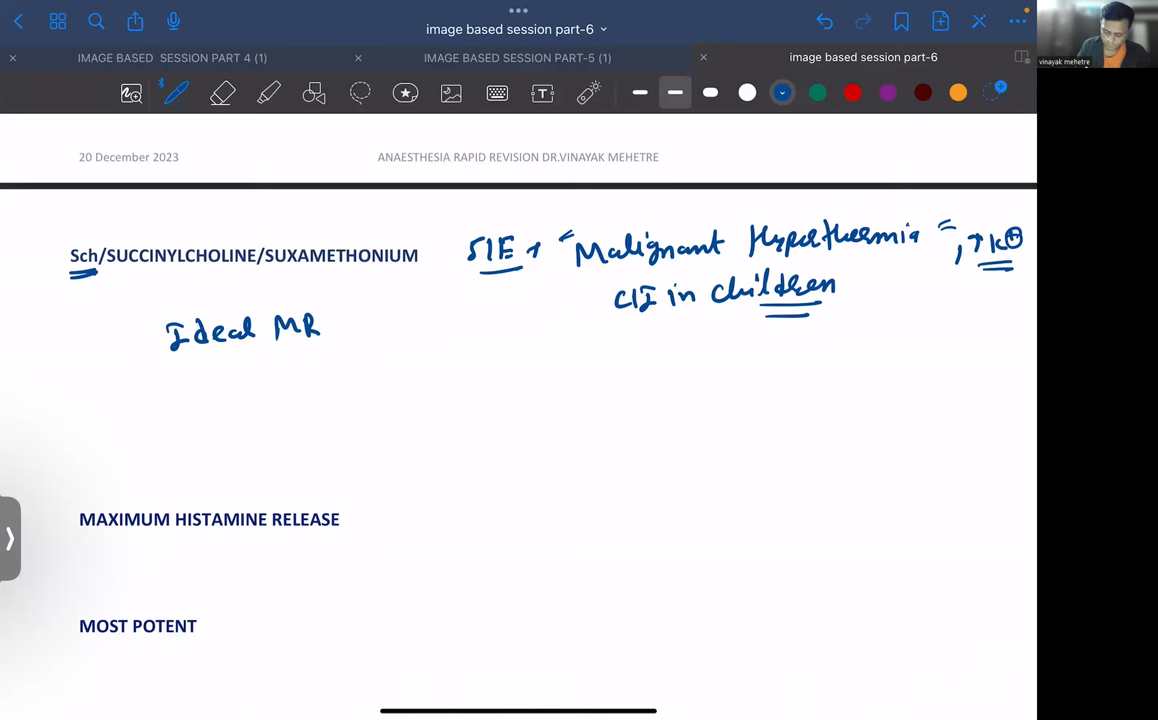 image based session part-6
IMAGE BASED SESSION PART 4 (1)
IMAGE BASED SESSION PART-5 (1)
image based session part-6
vinayak mehetre
20 December 2023
ANAESTHESIA RAPID REVISION DR.VINAYAK MEHETRE
Sch/SUCCINYLCHOLINE/SUXAMETHONIUM
S/E → "Malignant Hyperthermia", ↑ K⊕
C/I in children
Ideal MR
MAXIMUM HISTAMINE RELEASE
MOST POTENT